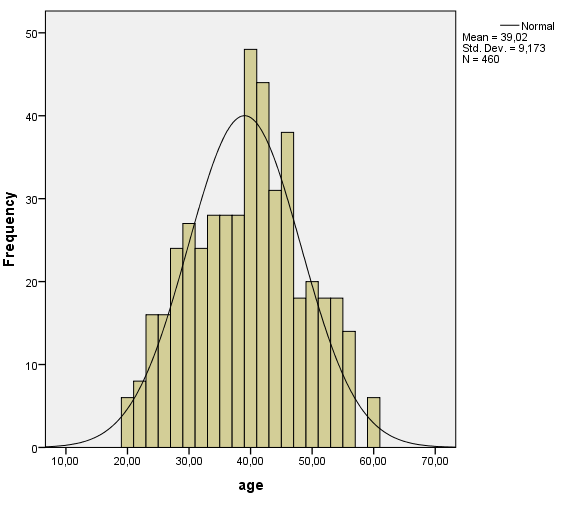 Normal
Mean = 39,02
Std. Dev. = 9,173
N = 460
50
40
30
20
10
0
Frequency
10,00 20,00 30,00 40,00 50,00 60,00 70,00
age